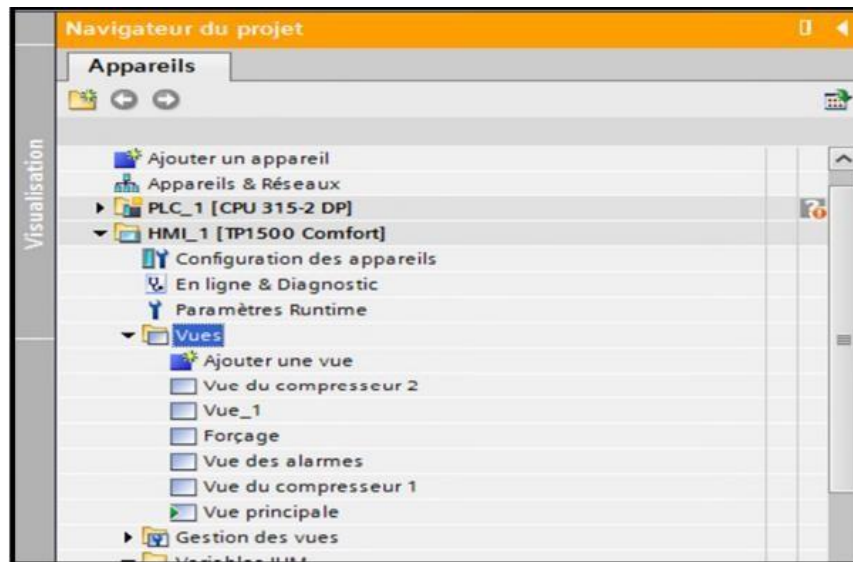 Navigateur du projet
Appareils
Visualisation
Ajouter un appareil
Appareils & Réseaux
PLC_1 [CPU 315-2 DP]
HMI_1 [TP1500 Comfort]
Configuration des appareils
En ligne & Diagnostic
Paramètres Runtime
Vues
Ajouter une vue
Vue du compresseur 2
Vue_1
Forçage
Vue des alarmes
Vue du compresseur 1
Vue principale
Gestion des vues
Variables IHM